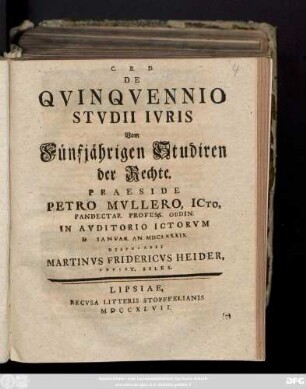 C. B. D.
DE
QVINQVENNIO
STVDII IVRIS
Vom
Fünfjährigen Studiren
der Rechte.
PRAESIDE
PETRO MVLLERO, ICTO,
PANDECTAR. PROFESS. ORDIN.
IN AVDITORIO ICTORVM
D. IANVAR. AN.
MARTINVS FRIDERICVS HEIDER,
SILES.
LIPSIAE,
RECVSA LITTERIS STOPFFELIANIS
MDCCXLVII.